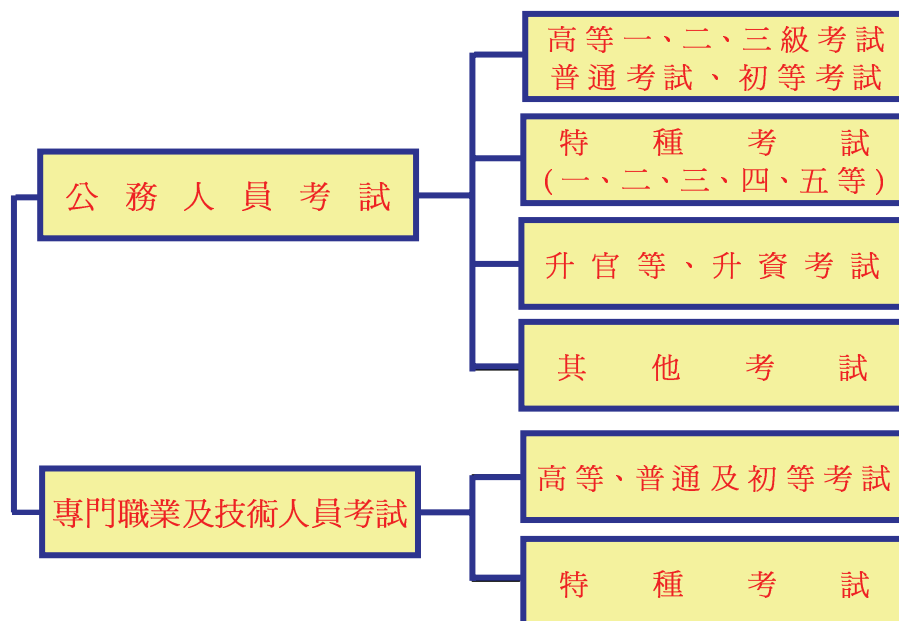 高等一、二、三級考試
普通考試、初等考試
特種考試
(一、二、三、四、五等)
公務人員考試
升官等、升資考試
其他考試
高等、普通及初等考試
專門職業及技術人員考試
特種考試